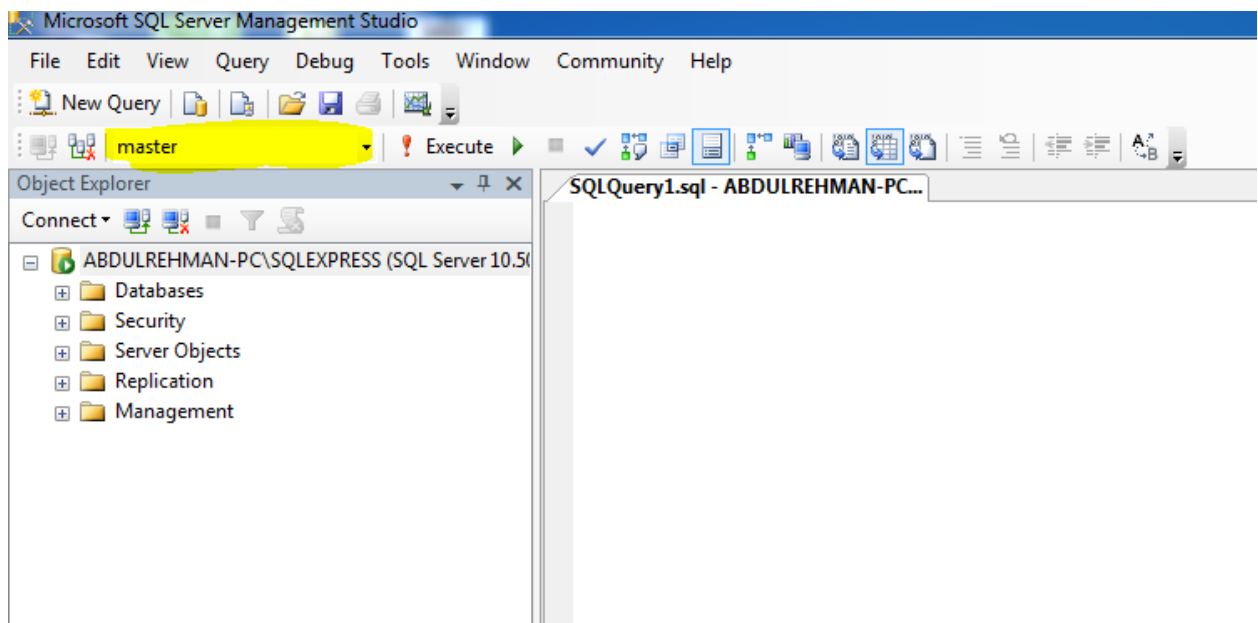 Microsoft SQL Server Management Studio
File Edit View Query Debug Tools Window Community Help
New Query
master Execute
Object Explorer
SQLQuery1.sql - ABDULREHMAN-PC...
Connect
ABDULREHMAN-PC\SQLEXPRESS (SQL Server 10.50
Databases
Security
Server Objects
Replication
Management